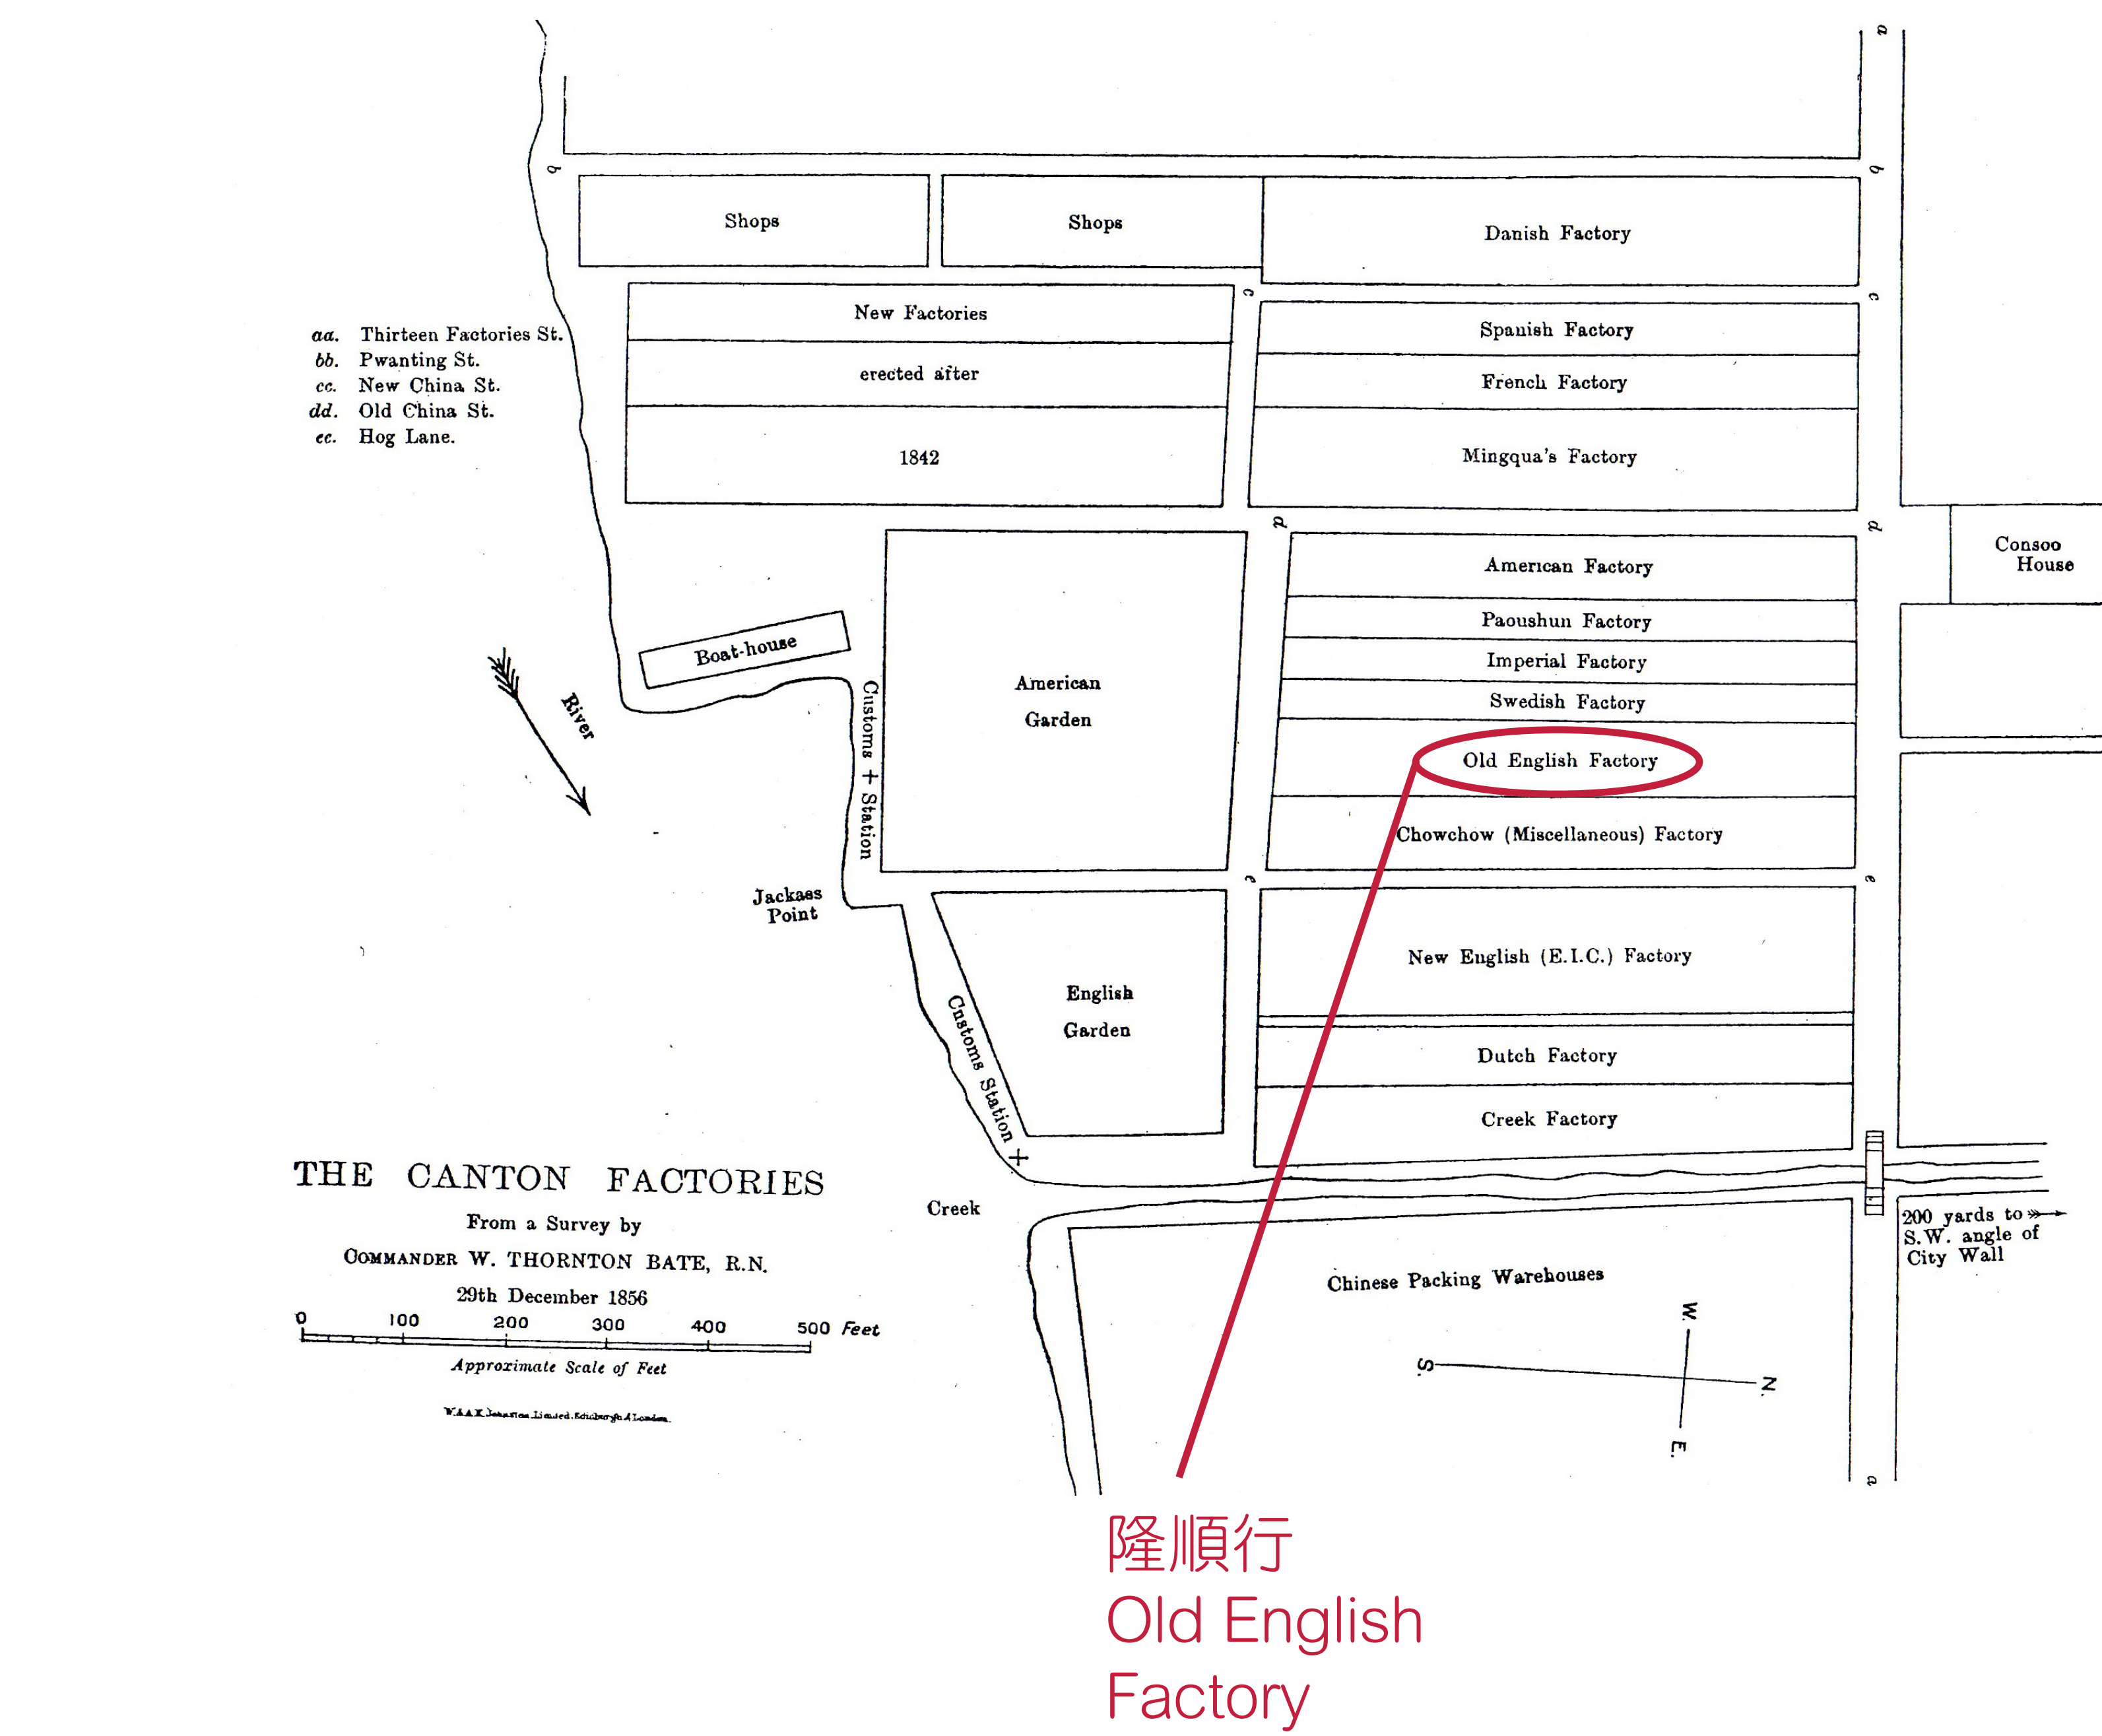 a
b
b
Shops
Shops
Danish Factory
c
c
New Factories
Spanish Factory
aa. Thirteen Factories St.
bb. Pwanting St.
cc. New China St.
dd. Old China St.
ee. Hog Lane.
erected after
French Factory
1842
Mingqua's Factory
d
d
Consoo
House
American Factory
Paoushun Factory
Boat-house
Imperial Factory
River
Customs + Station
American
Garden
Swedish Factory
Old English Factory
Chowchow (Miscellaneous) Factory
e
e
Jackass
Point
New English (E.I.C.) Factory
English
Garden
Customs Station +
Dutch Factory
Creek Factory
THE CANTON FACTORIES
From a Survey by
COMMANDER W. THORNTON BATE, R.N.
29th December 1856
0 100 200 300 400 500 Feet
Approximate Scale of Feet
W. & A.K. Johnston, Limited, Edinburgh & London.
Creek
200 yards to
S.W. angle of
City Wall
Chinese Packing Warehouses
W.
S.
N.
E.
a
隆順行
Old English
Factory